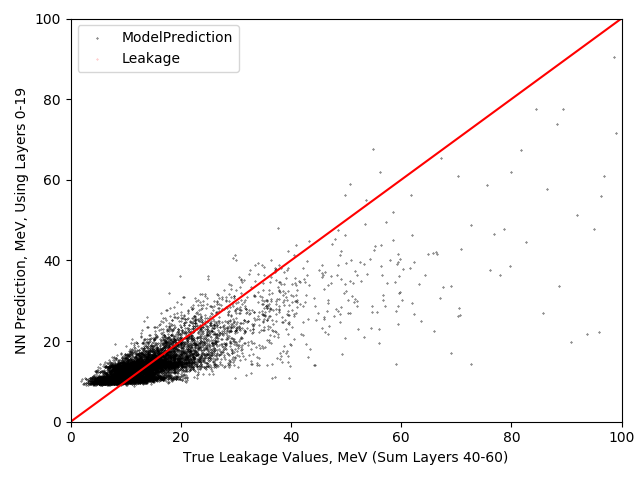 100
80
60
40
20
0
NN Prediction, MeV, Using Layers 0-19
ModelPrediction
Leakage
0 20 40 60 80 100
True Leakage Values, MeV (Sum Layers 40-60)